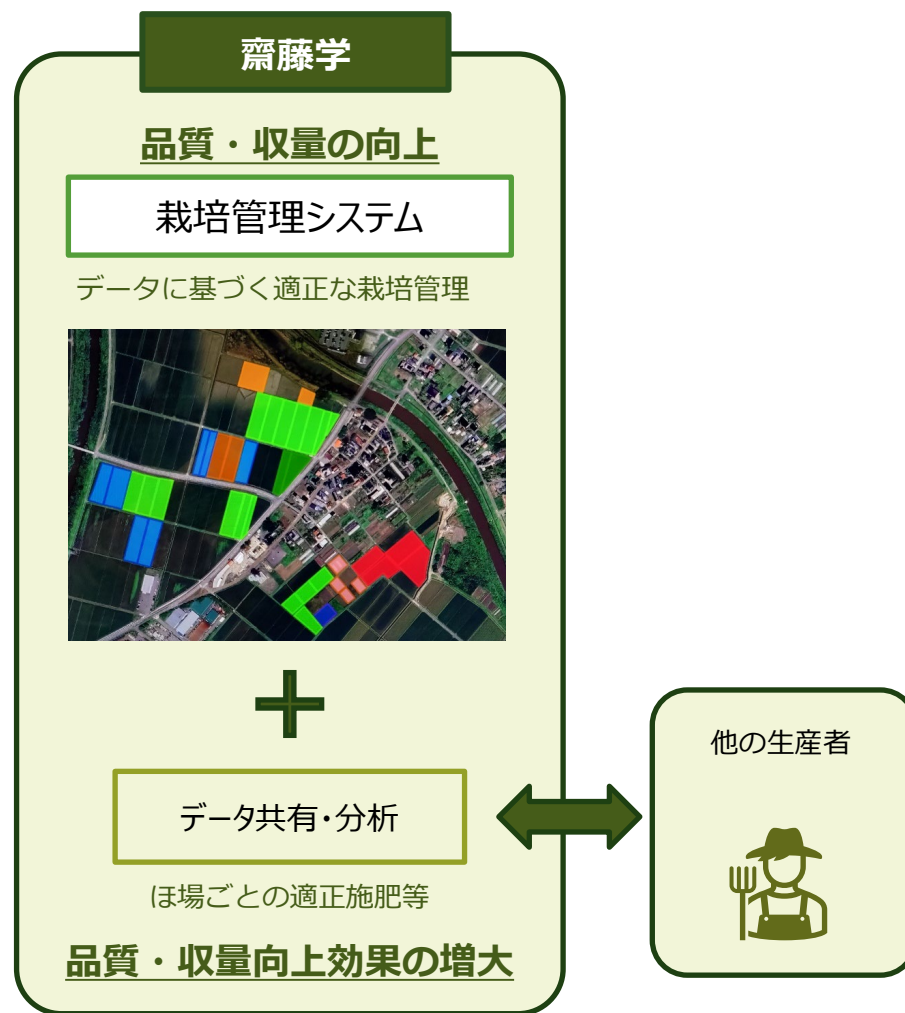 齋藤学
品質・収量の向上
栽培管理システム
データに基づく適正な栽培管理
データ共有・分析
ほ場ごとの適正施肥等
品質・収量向上効果の増大
他の生産者